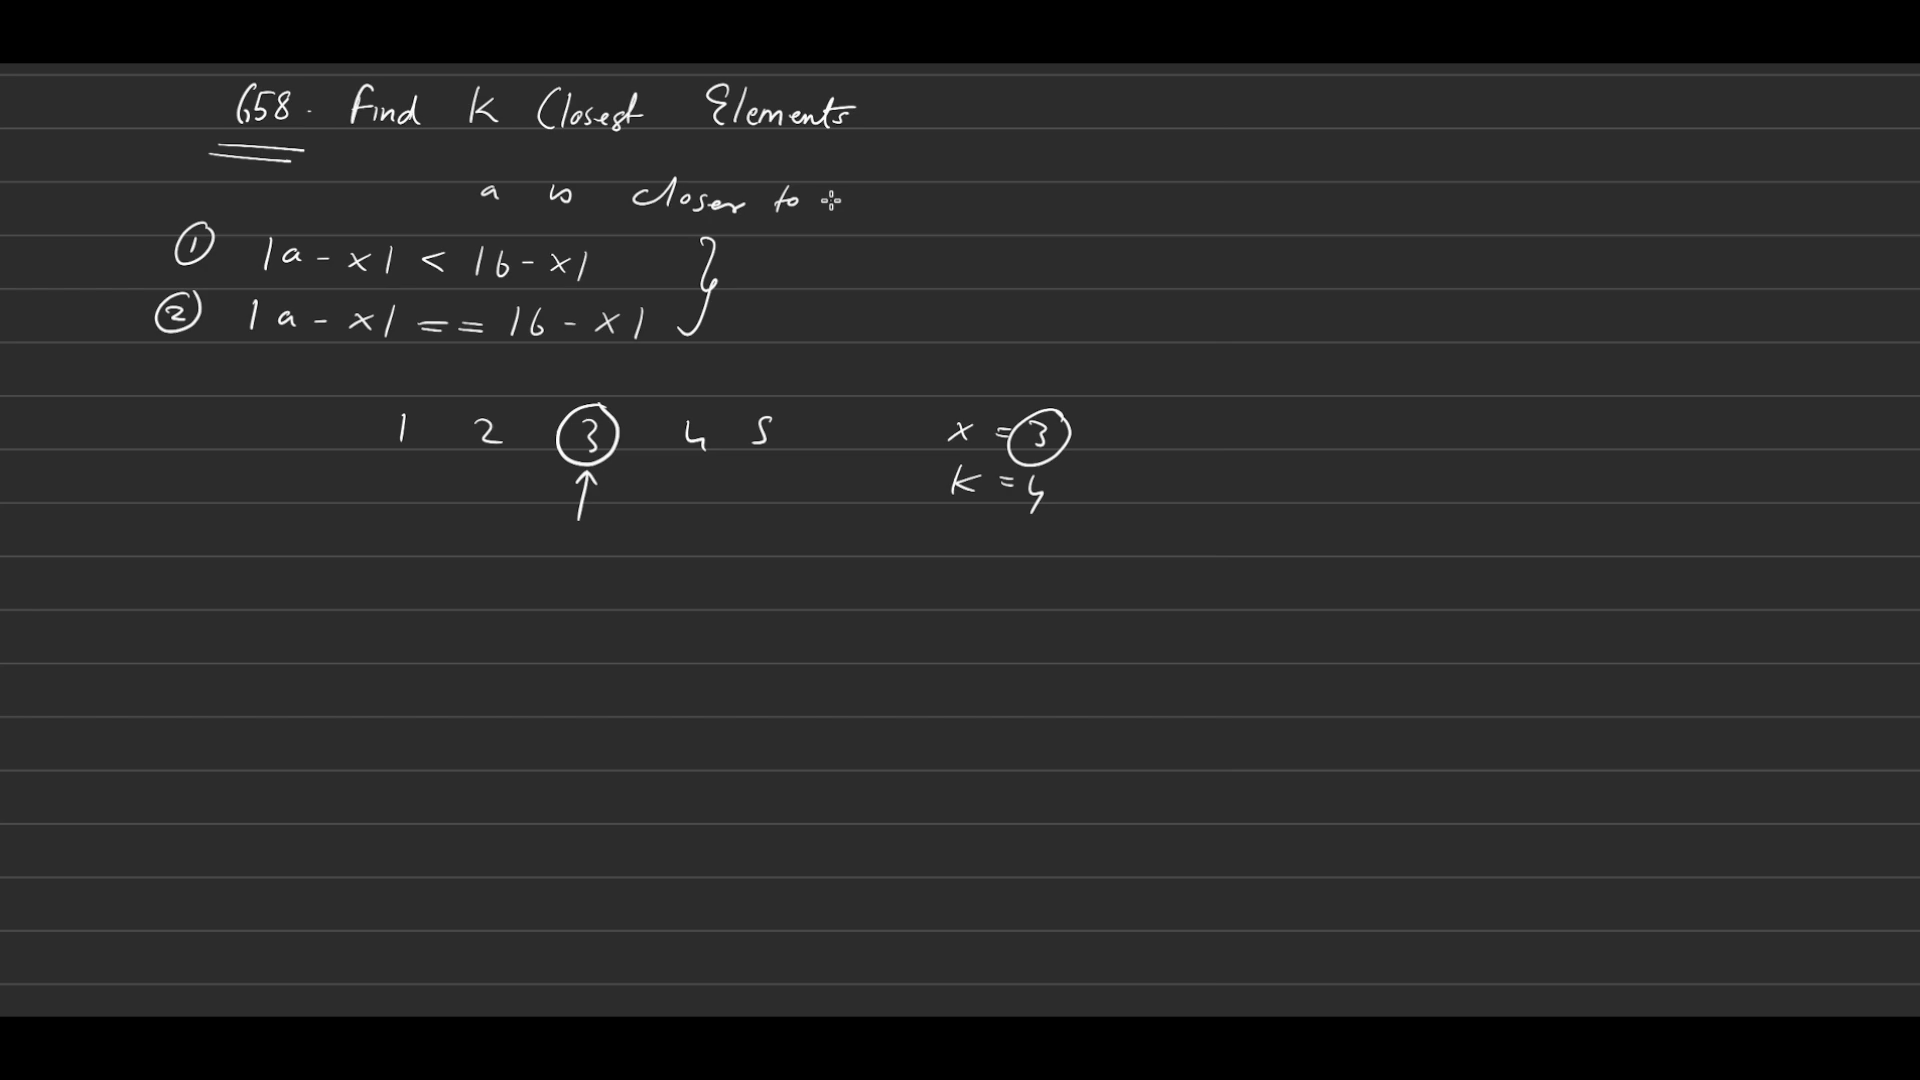 658. Find K Closest Elements
a is closer to
① |a - x| < |b - x|
② |a - x| == |b - x|
1 2 3 4 5 x = 3
K = 4